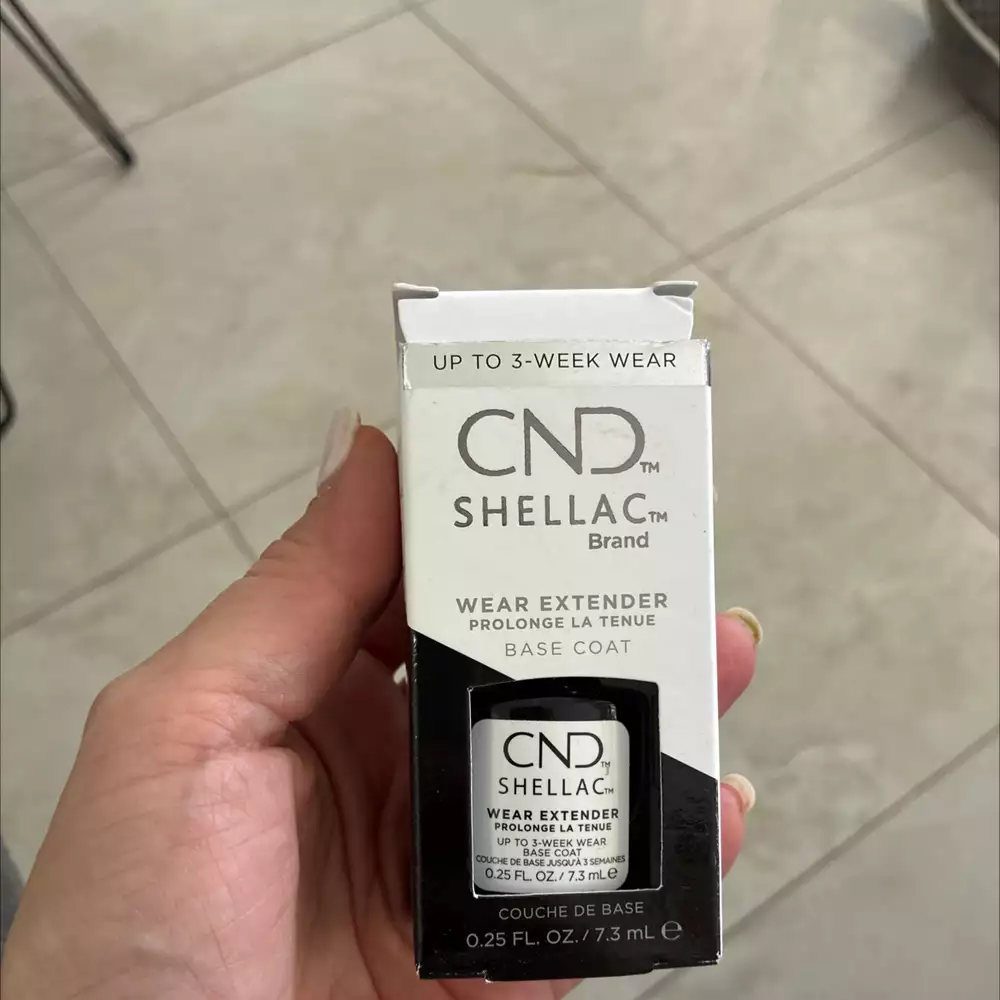 UP TO 3-WEEK WEAR
CND™
SHELLAC™
Brand
WEAR EXTENDER
PROLONGE LA TENUE
BASE COAT
CND™
SHELLAC™
WEAR EXTENDER
PROLONGE LA TENUE
UP TO 3-WEEK WEAR
BASE COAT
COUCHE DE BASE JUSQU'À 3 SEMAINES
0.25 FL. OZ. / 7.3 mL ℮
COUCHE DE BASE
0.25 FL. OZ. / 7.3 mL ℮